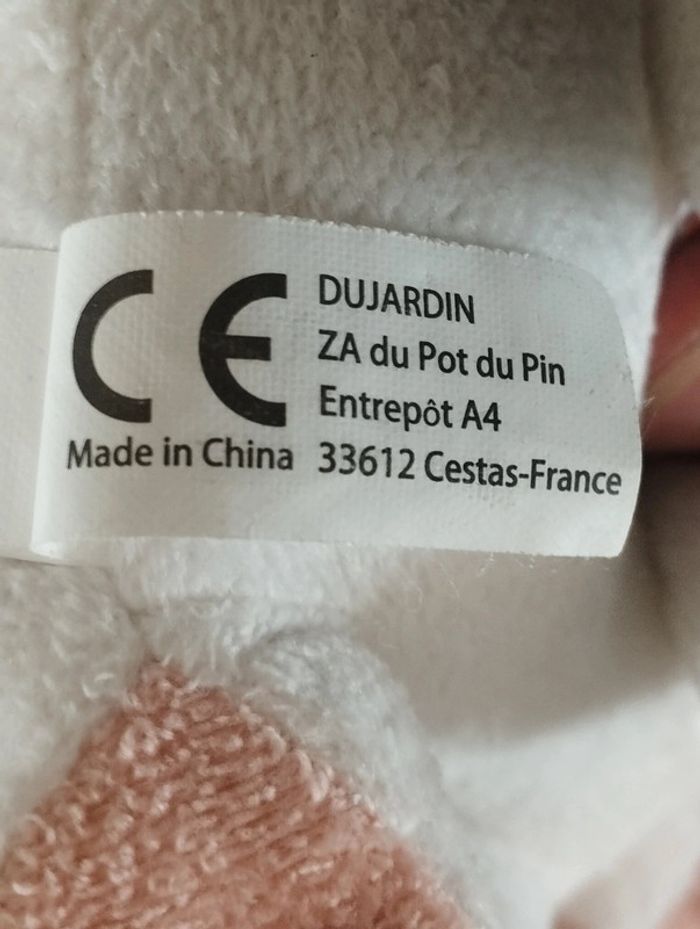 CE
Made in China
DUJARDIN
ZA du Pot du Pin
Entrepôt A4
33612 Cestas-France